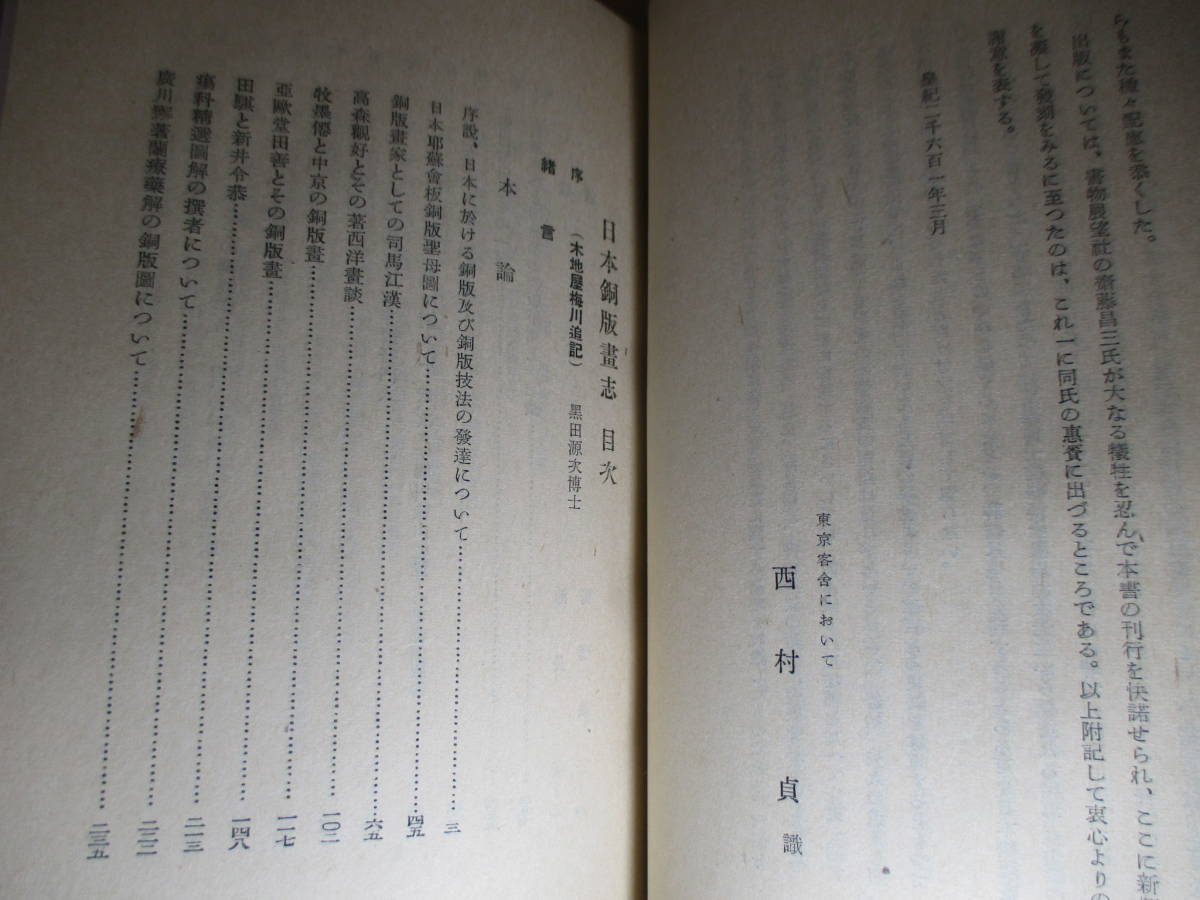 らもまた種々配慮を忝くした。
出版については、書物展望社の齋藤昌三氏が大なる犠牲を忍んで本書の刊行を快諾せられ、ここに新
を凝して發刻をみるに至つたのは、これ一に同氏の惠賚に出づるところである。以上附記して衷心よりの
謝意を表する。
皇紀二千六百一年三月
東京客舍において
西村貞識
日本銅版畫志 目次
序 (木地屋梅川追記) 黑田源次博士
緒言
本論
序說、日本に於ける銅版及び銅版技法の發達について…………三
日本耶蘇會板銅版聖母圖について…………四五
銅版畫家としての司馬江漢…………六五
高森觀好とその著西洋畫談…………一〇二
牧墨僊と中京の銅版畫…………一一七
亞歐堂田善とその銅版畫…………一四八
田騏と新井令恭…………二一三
瘍科精選圖解の撰者について…………二二二
廣川獬著蘭療藥解の銅版圖について…………二三五